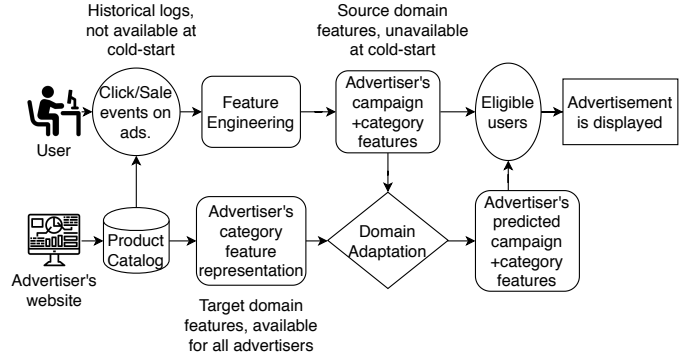 Historical logs,
not available at
cold-start
Source domain
features, unavailable
at cold-start
User
Click/Sale
events on
ads.
Feature
Engineering
Advertiser's
campaign
+category
features
Eligible
users
Advertisement
is displayed
Advertiser's
website
Product
Catalog
Advertiser's
category
feature
representation
Domain
Adaptation
Advertiser's
predicted
campaign
+category
features
Target domain
features, available
for all advertisers